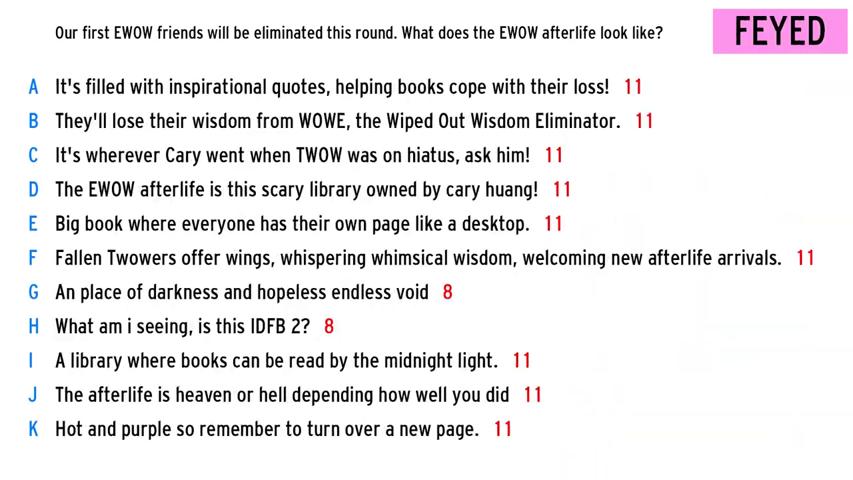 Our first EWOW friends will be eliminated this round. What does the EWOW afterlife look like?
FEYED
A It's filled with inspirational quotes, helping books cope with their loss! 11
B They'll lose their wisdom from WOWE, the Wiped Out Wisdom Eliminator. 11
C It's wherever Cary went when TWOW was on hiatus, ask him! 11
D The EWOW afterlife is this scary library owned by cary huang! 11
E Big book where everyone has their own page like a desktop. 11
F Fallen Twowers offer wings, whispering whimsical wisdom, welcoming new afterlife arrivals. 11
G An place of darkness and hopeless endless void 8
H What am i seeing, is this IDFB 2? 8
I A library where books can be read by the midnight light. 11
J The afterlife is heaven or hell depending how well you did 11
K Hot and purple so remember to turn over a new page. 11